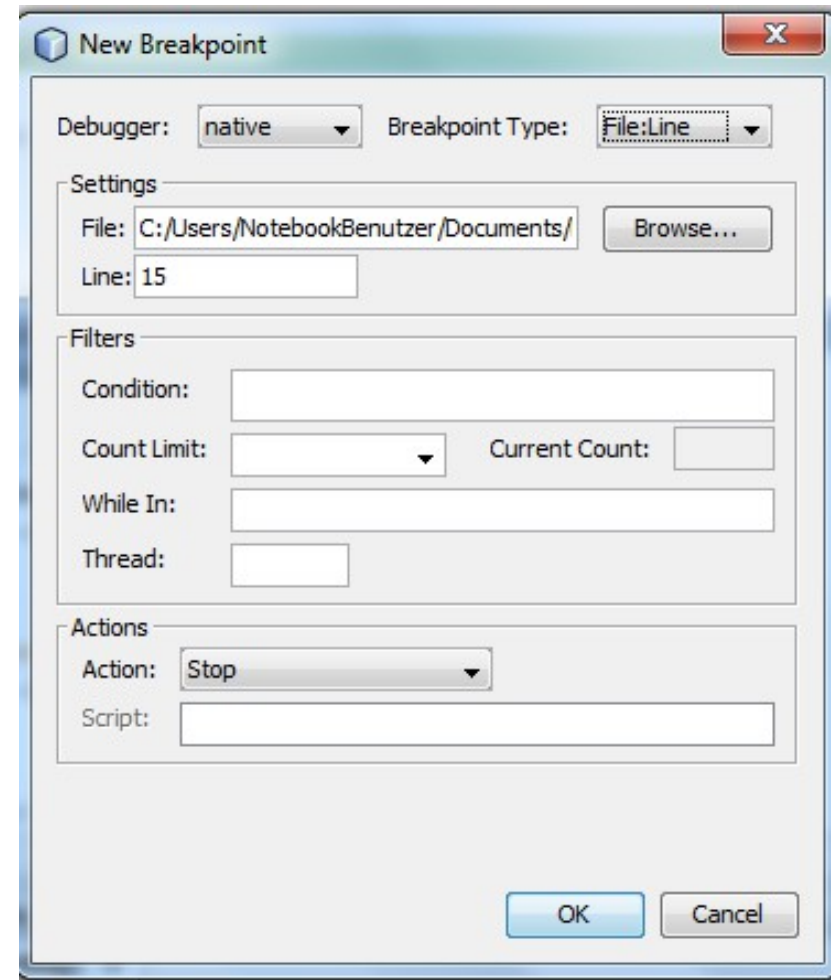 New Breakpoint
Debugger: native Breakpoint Type: File:Line
Settings
File: C:/Users/NotebookBenutzer/Documents/ Browse...
Line: 15
Filters
Condition:
Count Limit: Current Count:
While In:
Thread:
Actions
Action: Stop
Script:
OK Cancel